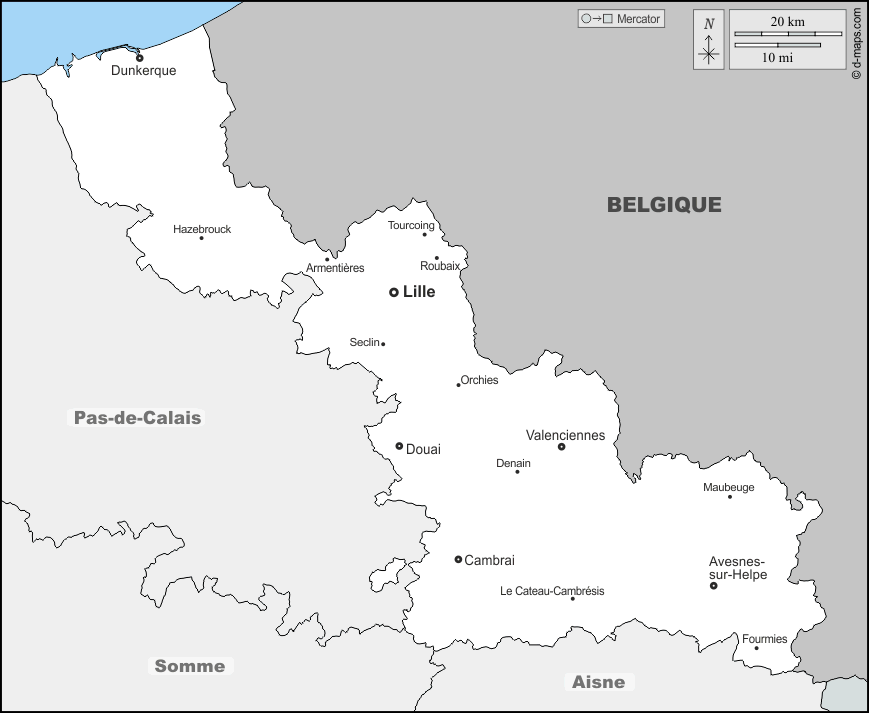 Mercator
N
20 km
10 mi
© d-maps.com
Dunkerque
BELGIQUE
Hazebrouck
Tourcoing
Armentières
Roubaix
Lille
Seclin
Orchies
Pas-de-Calais
Douai
Valenciennes
Denain
Maubeuge
Cambrai
Avesnes-
sur-Helpe
Le Cateau-Cambrésis
Fournies
Somme
Aisne